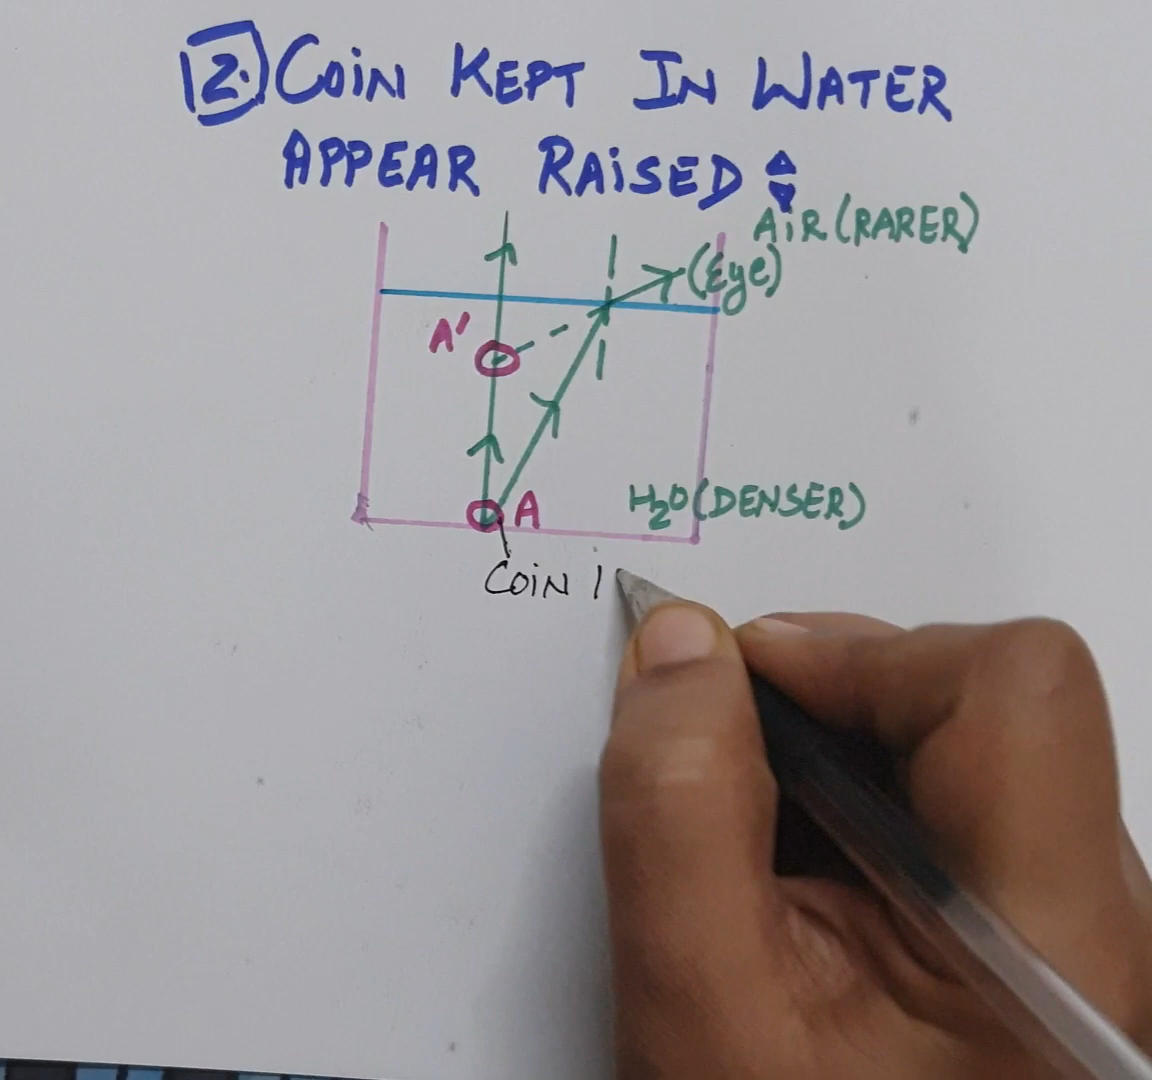 2. COIN KEPT IN WATER
APPEAR RAISED :
AIR (RARER)
(Eye)
A'
A
H2O (DENSER)
COIN I